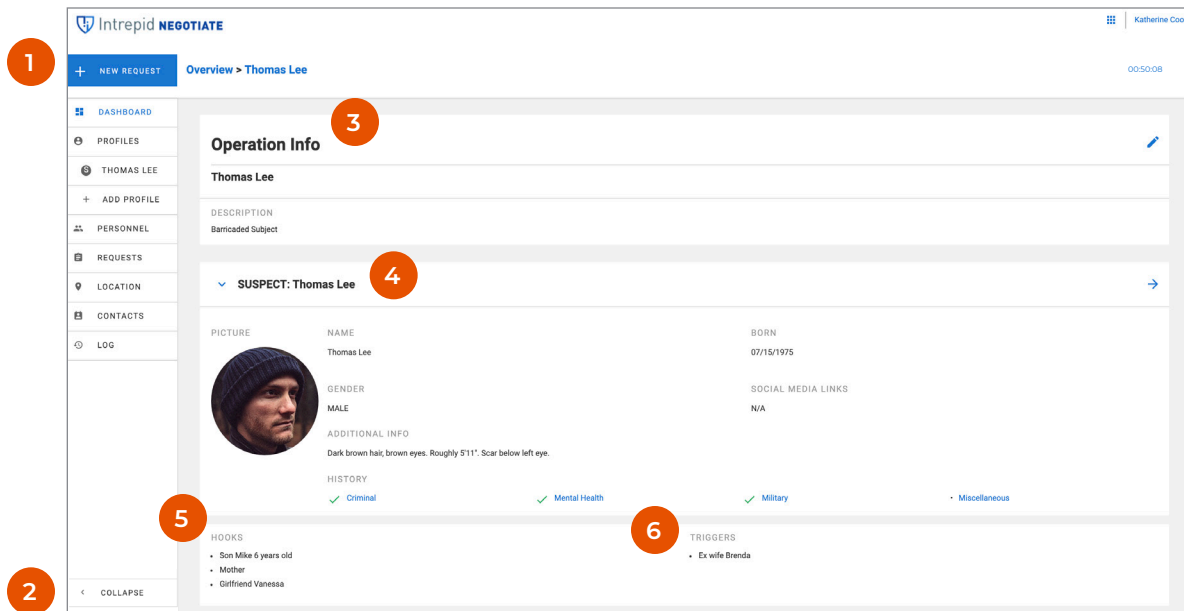 Intrepid NEGOTIATE
Katherine Coo
1
+ NEW REQUEST
Overview > Thomas Lee
00:50:08
DASHBOARD
PROFILES
S THOMAS LEE
+ ADD PROFILE
PERSONNEL
REQUESTS
LOCATION
CONTACTS
LOG
2
< COLLAPSE
3
Operation Info
Thomas Lee
DESCRIPTION
Barricaded Subject
4
SUSPECT: Thomas Lee
PICTURE
NAME
Thomas Lee
BORN
07/15/1975
GENDER
MALE
SOCIAL MEDIA LINKS
N/A
ADDITIONAL INFO
Dark brown hair, brown eyes. Roughly 5'11". Scar below left eye.
HISTORY
✓ Criminal
✓ Mental Health
✓ Military
• Miscellaneous
5
HOOKS
• Son Mike 6 years old
• Mother
• Girlfriend Vanessa
6
TRIGGERS
• Ex wife Brenda